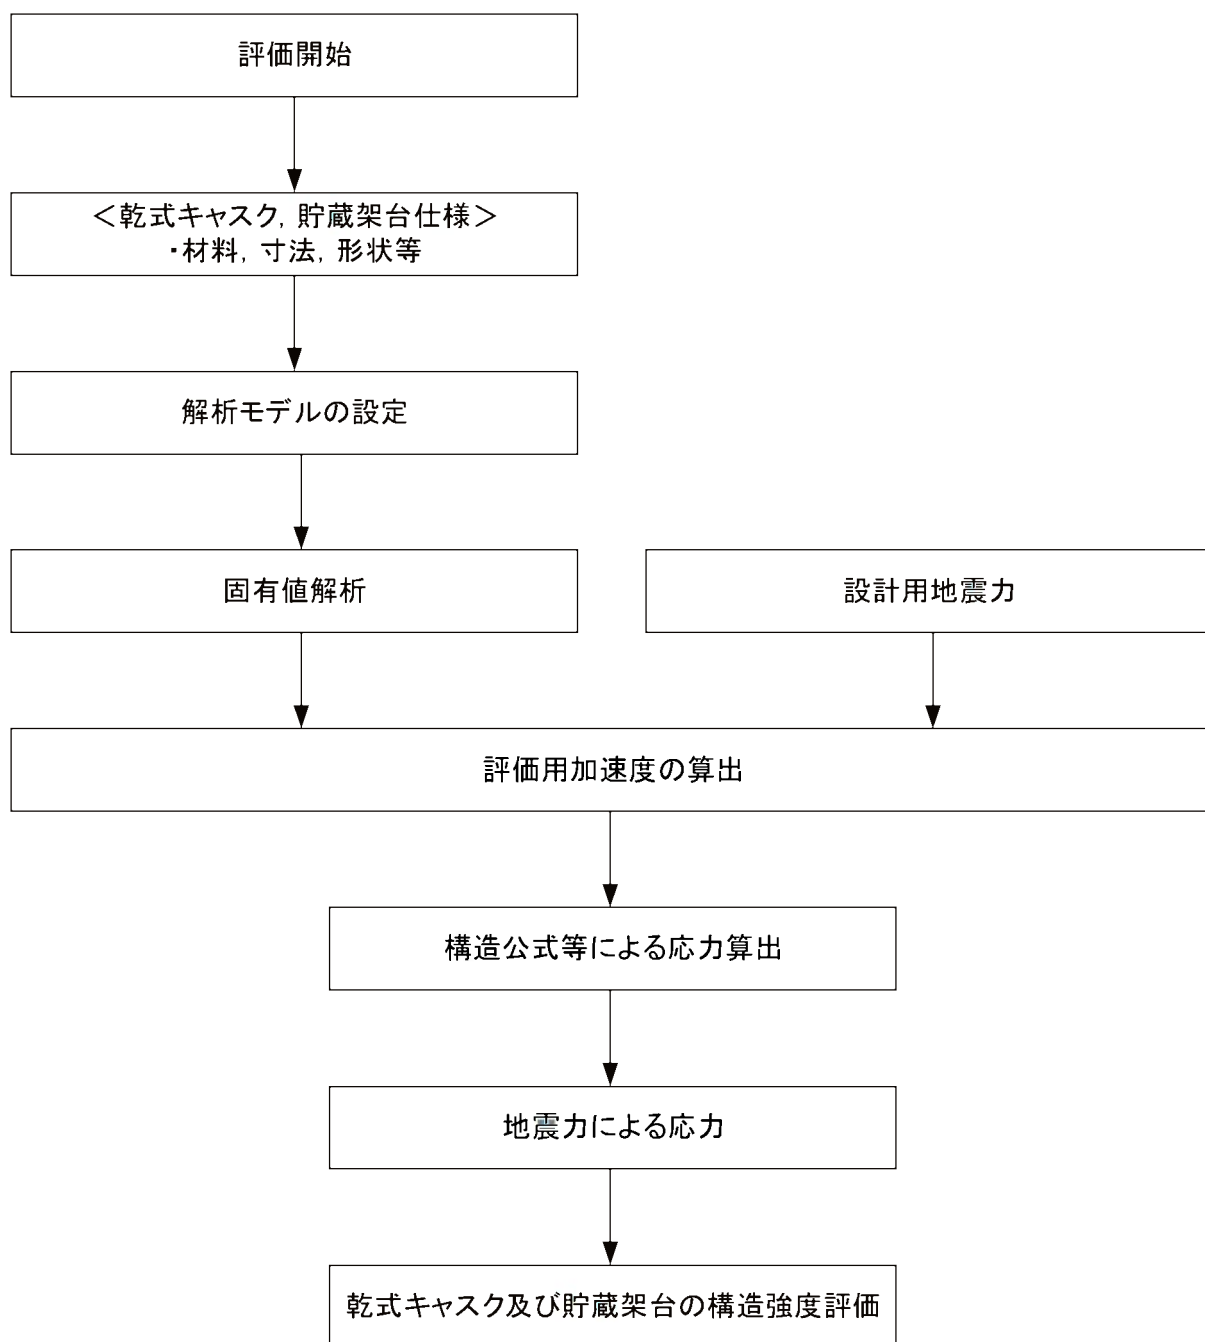 評価開始
＜乾式キャスク, 貯蔵架台仕様＞
・材料, 寸法, 形状等
解析モデルの設定
固有値解析
設計用地震力
評価用加速度の算出
構造公式等による応力算出
地震力による応力
乾式キャスク及び貯蔵架台の構造強度評価